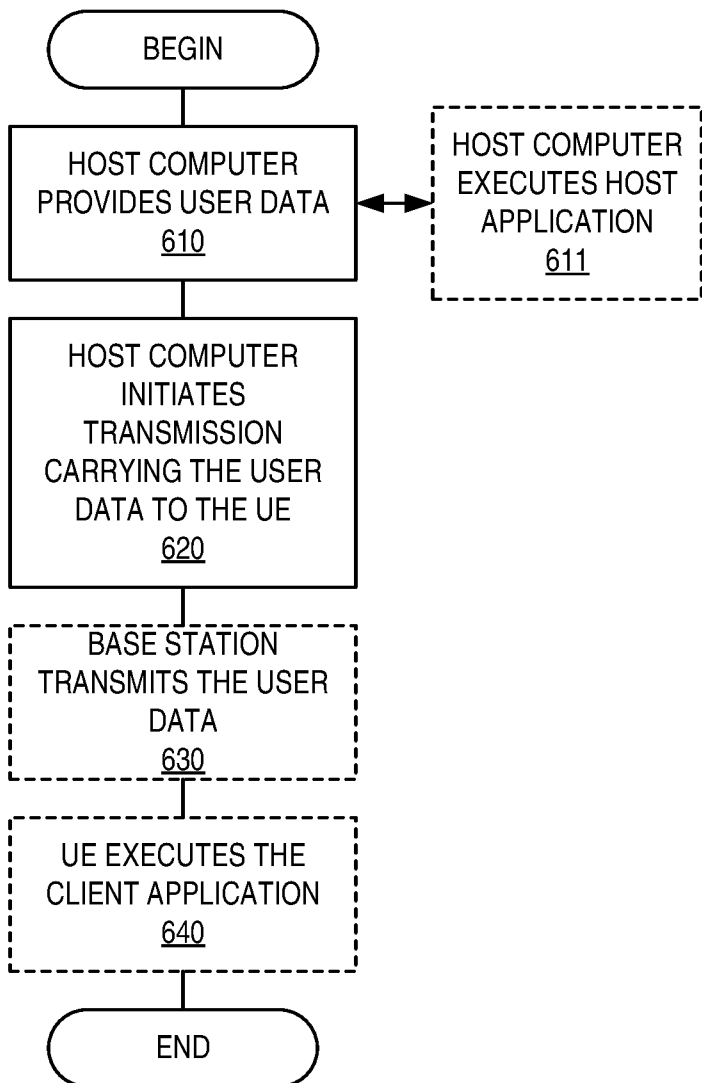 BEGIN
HOST COMPUTER
PROVIDES USER DATA
610
HOST COMPUTER
EXECUTES HOST
APPLICATION
611
HOST COMPUTER
INITIATES
TRANSMISSION
CARRYING THE USER
DATA TO THE UE
620
BASE STATION
TRANSMITS THE USER
DATA
630
UE EXECUTES THE
CLIENT APPLICATION
640
END